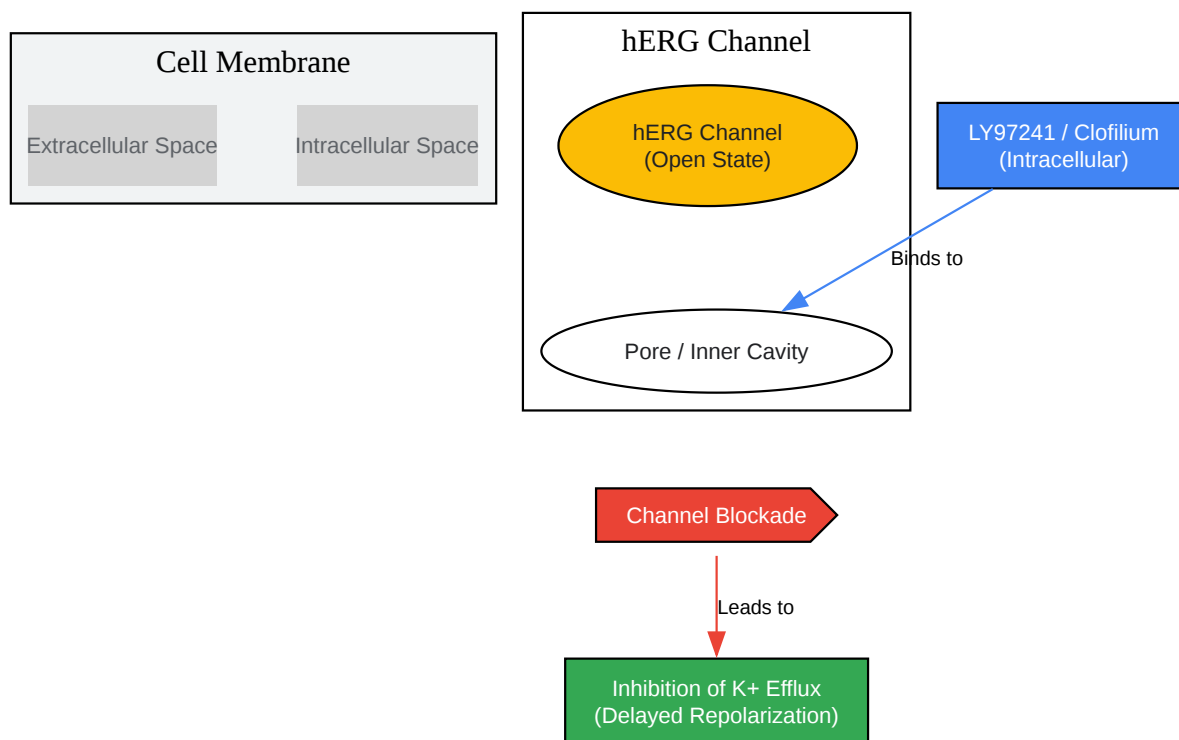 Cell Membrane
Extracellular Space
Intracellular Space
hERG Channel
hERG Channel
(Open State)
LY97241 / Clofilium
(Intracellular)
Binds to
Pore / Inner Cavity
Channel Blockade
Leads to
Inhibition of K+ Efflux
(Delayed Repolarization)